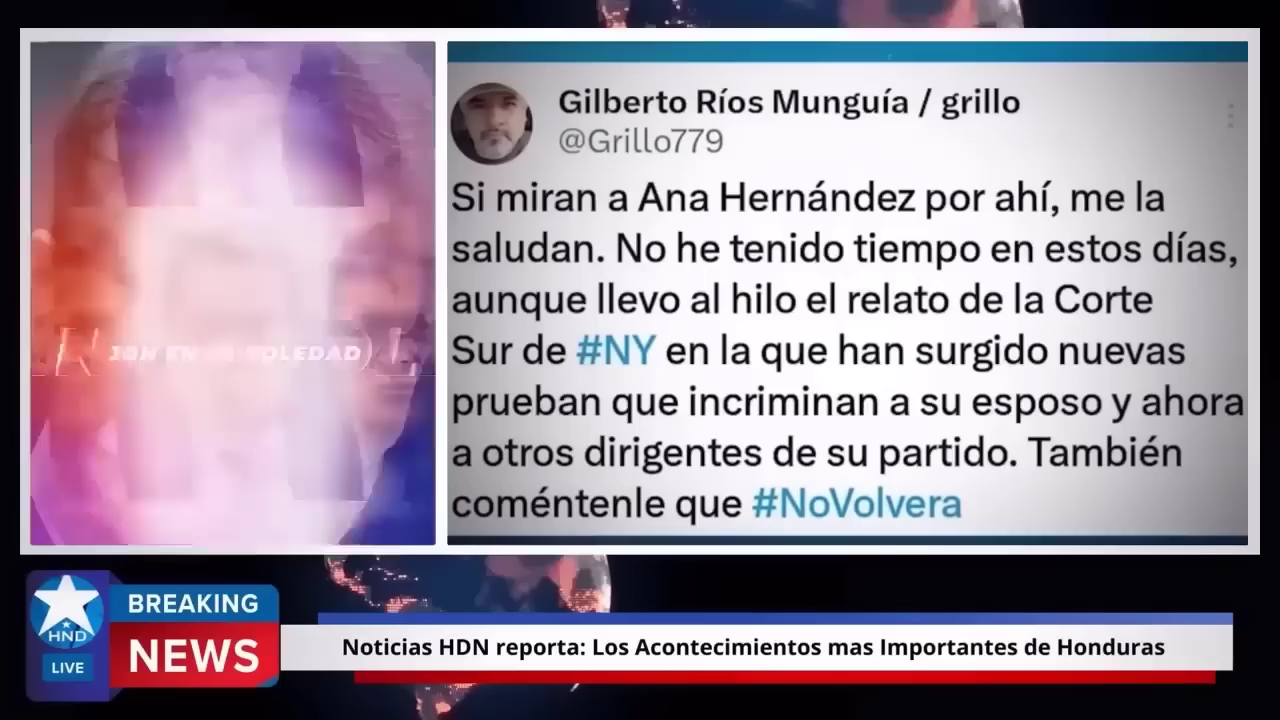 Gilberto Ríos Munguía / grillo
@Grillo779
Si miran a Ana Hernández por ahí, me la
saludan. No he tenido tiempo en estos días,
aunque llevo al hilo el relato de la Corte
Sur de #NY en la que han surgido nuevas
prueban que incriminan a su esposo y ahora
a otros dirigentes de su partido. También
coméntenle que #NoVolvera
HND
LIVE
BREAKING
NEWS
Noticias HDN reporta: Los Acontecimientos mas Importantes de Honduras